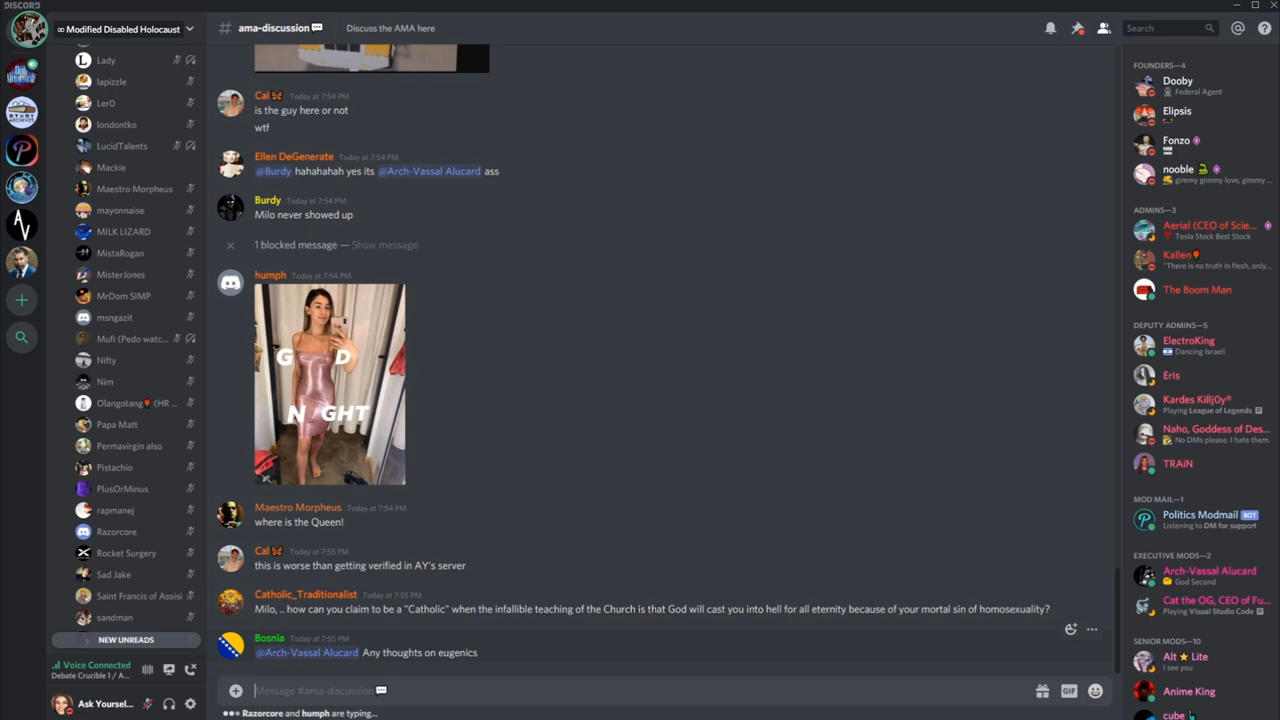 DISCORD
∞ Modified Disabled Holocaust
# ama-discussion
Discuss the AMA here
Search
Lady
lapizzle
Ler0
londontko
LucidTalents
Mackie
Maestro Morpheus
mayonnaise
MILK LIZARD
MistaRogan
MisterJones
MrDom SIMP
msngazit
Mufi (Pedo watc...
Nifty
Nim
Olangotang🌹 (HR ...
Papa Matt
Permavirgin also
Pistachio
PlusOrMinus
rapmanej
Razorcore
Rocket Surgery
Sad Jake
Saint Francis of Assisi
sandman
NEW UNREADS
Voice Connected
Debate Crucible 1 / A...
Ask Yoursel...
Cal Today at 7:54 PM
is the guy here or not
wtf
Ellen DeGenerate Today at 7:54 PM
@Burdy hahahahah yes its @Arch-Vassal Alucard ass
Burdy Today at 7:54 PM
Milo never showed up
1 blocked message — Show message
humph Today at 7:54 PM
G D
N GHT
Maestro Morpheus Today at 7:54 PM
where is the Queen!
Cal Today at 7:55 PM
this is worse than getting verified in AY's server
Catholic_Traditionalist Today at 7:55 PM
Milo, .. how can you claim to be a "Catholic" when the infallible teaching of the Church is that God will cast you into hell for all eternity because of your mortal sin of homosexuality?
Bosnia Today at 7:55 PM
@Arch-Vassal Alucard Any thoughts on eugenics
Message #ama-discussion
GIF
Razorcore and humph are typing...
FOUNDERS—4
Dooby
Federal Agent
Elipsis
Fonzo
nooble
gimmy gimmy love, gimmy ...
ADMINS—3
Aerial (CEO of Scie...
Tesla Stock Best Stock
Kallen🌹
"There is no truth in flesh, only...
The Boom Man
DEPUTY ADMINS—5
ElectroKing
Dancing Israeli
Eris
Kardes Killj0y®
Playing League of Legends
Naho, Goddess of Des...
No DMs please. I hate them.
TRAiN
MOD MAIL—1
Politics Modmail BOT
Listening to DM for support
EXECUTIVE MODS—2
Arch-Vassal Alucard
God Second
Cat the OG, CEO of Fu...
Playing Visual Studio Code
SENIOR MODS—10
Alt ⭐ Lite
I see you
Anime King
cube